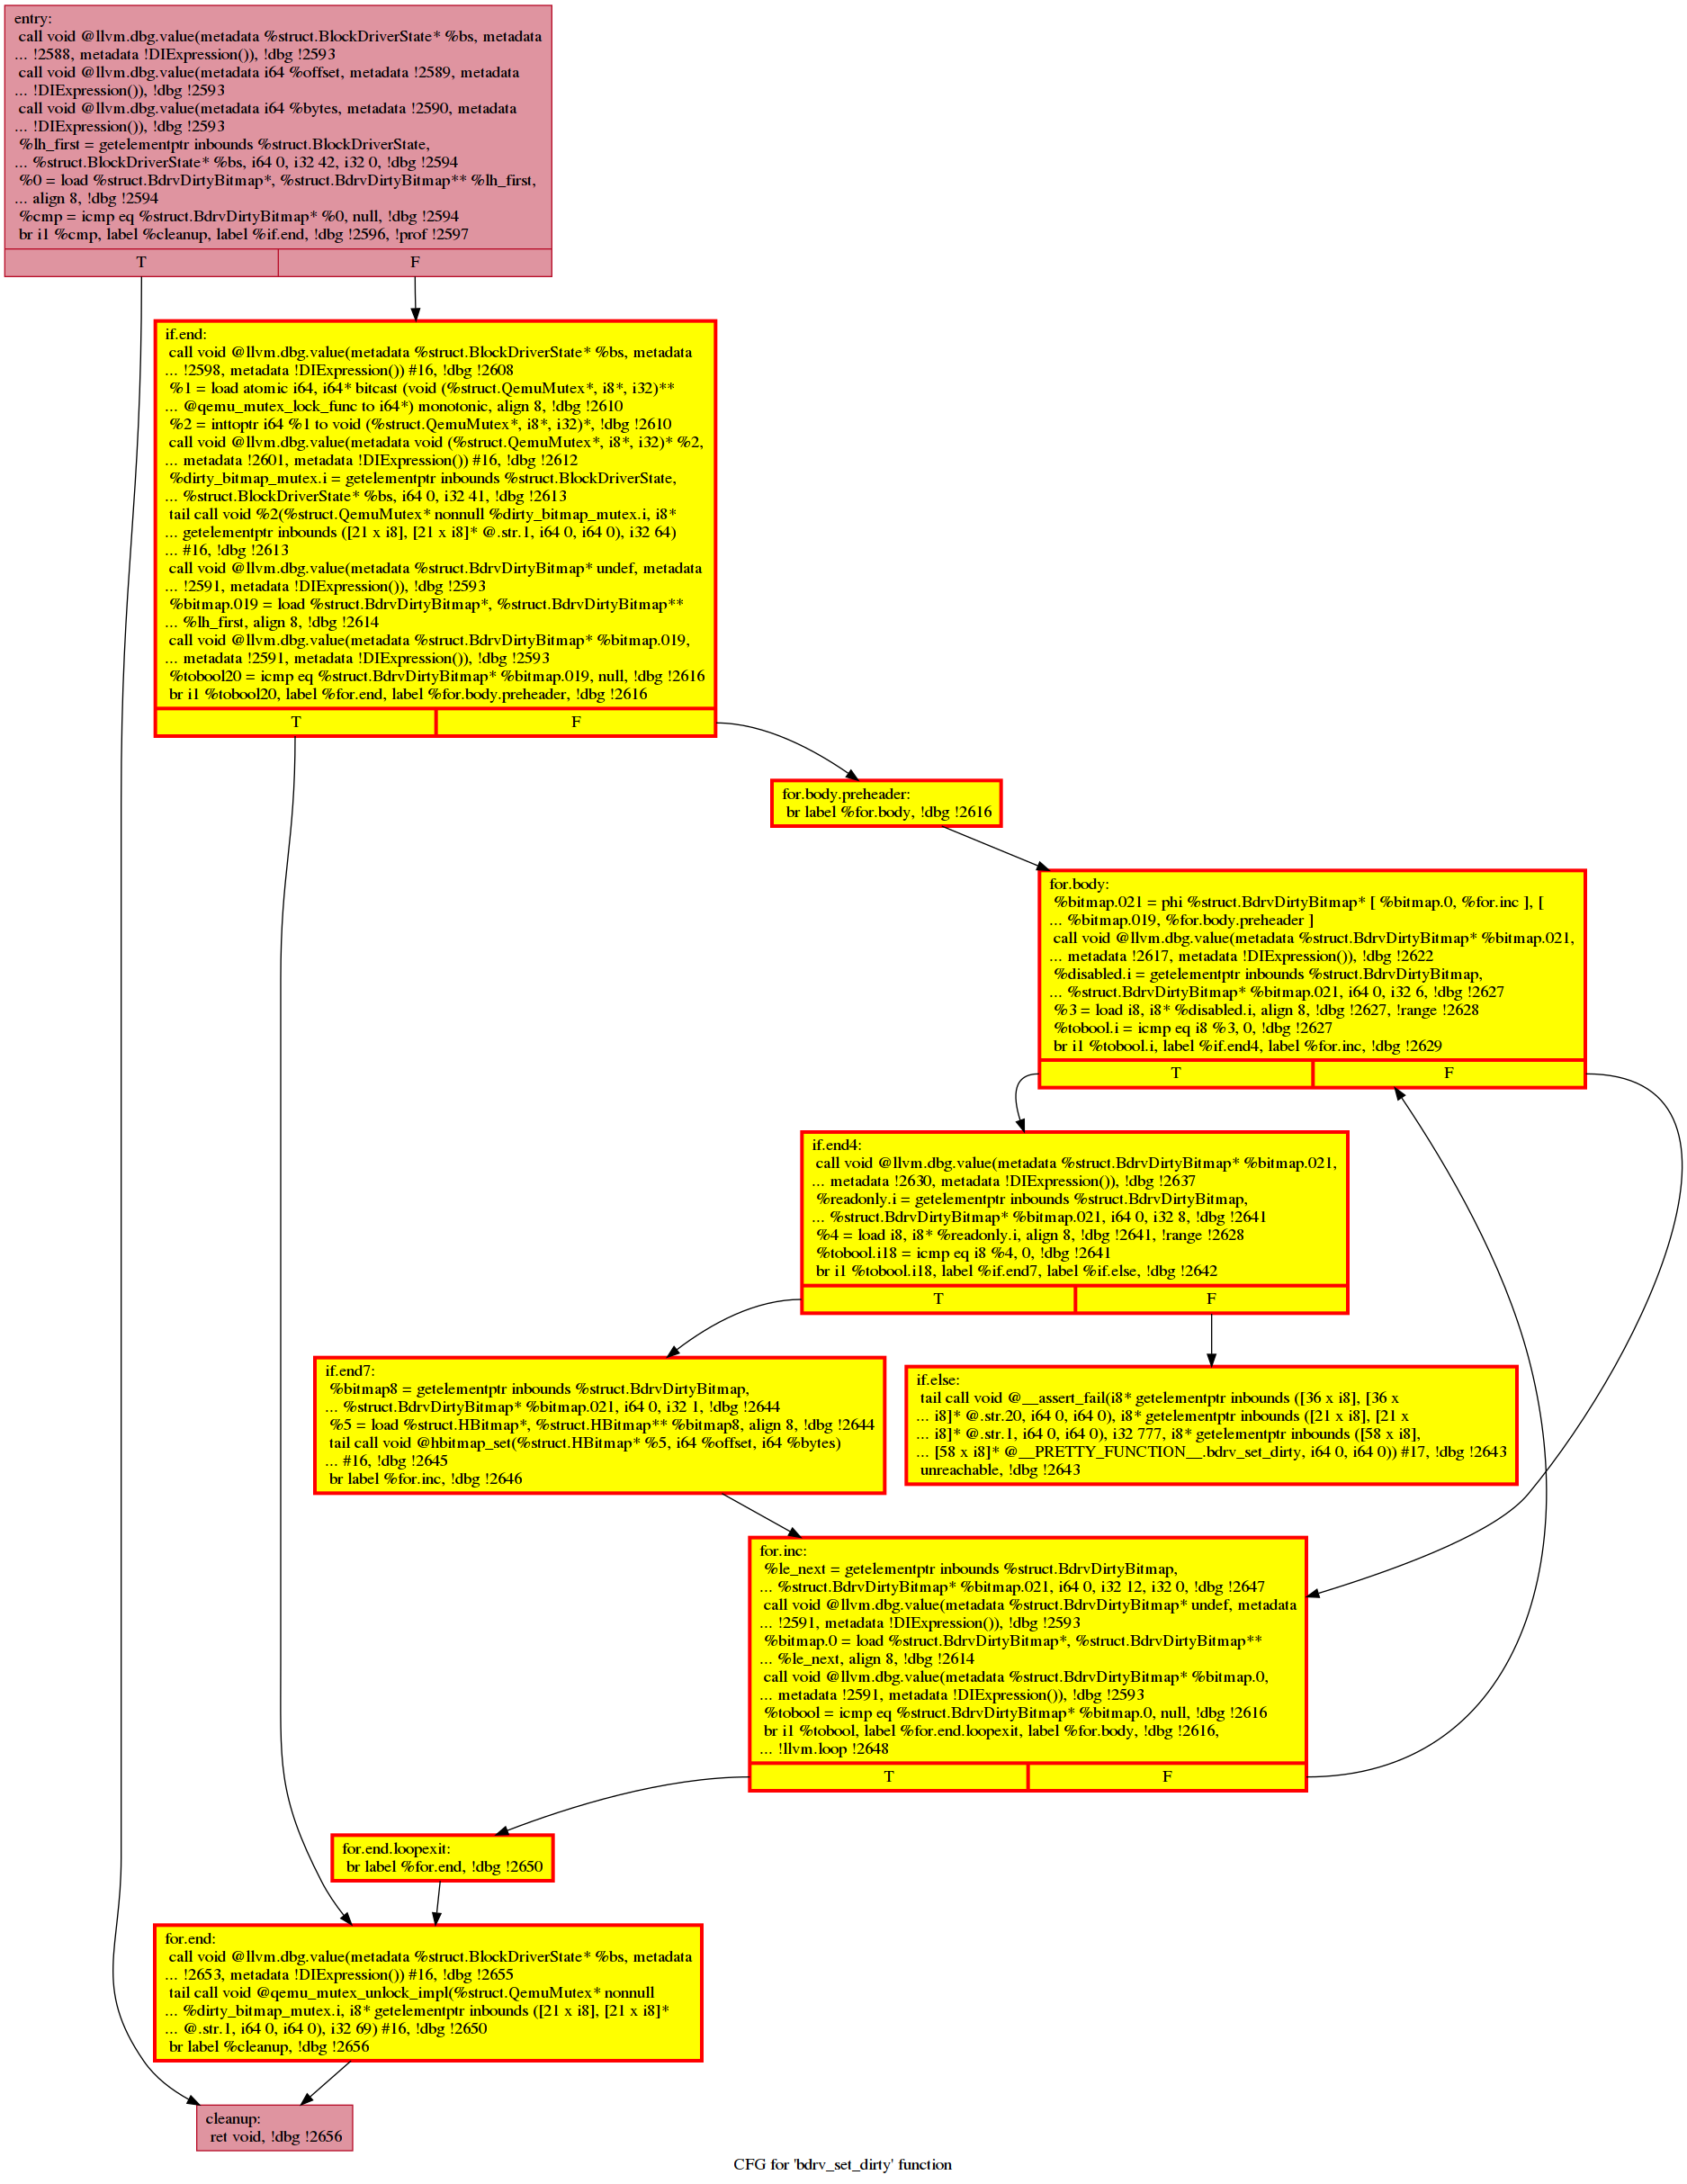 entry:
call void @llvm.dbg.value(metadata %struct.BlockDriverState* %bs, metadata
... !2588, metadata !DIExpression()), !dbg !2593
call void @llvm.dbg.value(metadata i64 %offset, metadata !2589, metadata
... !DIExpression()), !dbg !2593
call void @llvm.dbg.value(metadata i64 %bytes, metadata !2590, metadata
... !DIExpression()), !dbg !2593
%lh_first = getelementptr inbounds %struct.BlockDriverState,
... %struct.BlockDriverState* %bs, i64 0, i32 42, i32 0, !dbg !2594
%0 = load %struct.BdrvDirtyBitmap*, %struct.BdrvDirtyBitmap** %lh_first,
... align 8, !dbg !2594
%cmp = icmp eq %struct.BdrvDirtyBitmap* %0, null, !dbg !2594
br i1 %cmp, label %cleanup, label %if.end, !dbg !2596, !prof !2597
T F
if.end:
call void @llvm.dbg.value(metadata %struct.BlockDriverState* %bs, metadata
... !2598, metadata !DIExpression()) #16, !dbg !2608
%1 = load atomic i64, i64* bitcast (void (%struct.QemuMutex*, i8*, i32)**
... @qemu_mutex_lock_func to i64*) monotonic, align 8, !dbg !2610
%2 = inttoptr i64 %1 to void (%struct.QemuMutex*, i8*, i32)*, !dbg !2610
call void @llvm.dbg.value(metadata void (%struct.QemuMutex*, i8*, i32)* %2,
... metadata !2601, metadata !DIExpression()) #16, !dbg !2612
%dirty_bitmap_mutex.i = getelementptr inbounds %struct.BlockDriverState,
... %struct.BlockDriverState* %bs, i64 0, i32 41, !dbg !2613
tail call void %2(%struct.QemuMutex* nonnull %dirty_bitmap_mutex.i, i8*
... getelementptr inbounds ([21 x i8], [21 x i8]* @.str.1, i64 0, i64 0), i32 64)
... #16, !dbg !2613
call void @llvm.dbg.value(metadata %struct.BdrvDirtyBitmap* undef, metadata
... !2591, metadata !DIExpression()), !dbg !2593
%bitmap.019 = load %struct.BdrvDirtyBitmap*, %struct.BdrvDirtyBitmap**
... %lh_first, align 8, !dbg !2614
call void @llvm.dbg.value(metadata %struct.BdrvDirtyBitmap* %bitmap.019,
... metadata !2591, metadata !DIExpression()), !dbg !2593
%tobool20 = icmp eq %struct.BdrvDirtyBitmap* %bitmap.019, null, !dbg !2616
br i1 %tobool20, label %for.end, label %for.body.preheader, !dbg !2616
T F
for.body.preheader:
br label %for.body, !dbg !2616
for.body:
%bitmap.021 = phi %struct.BdrvDirtyBitmap* [ %bitmap.0, %for.inc ], [
... %bitmap.019, %for.body.preheader ]
call void @llvm.dbg.value(metadata %struct.BdrvDirtyBitmap* %bitmap.021,
... metadata !2617, metadata !DIExpression()), !dbg !2622
%disabled.i = getelementptr inbounds %struct.BdrvDirtyBitmap,
... %struct.BdrvDirtyBitmap* %bitmap.021, i64 0, i32 6, !dbg !2627
%3 = load i8, i8* %disabled.i, align 8, !dbg !2627, !range !2628
%tobool.i = icmp eq i8 %3, 0, !dbg !2627
br i1 %tobool.i, label %if.end4, label %for.inc, !dbg !2629
T F
if.end4:
call void @llvm.dbg.value(metadata %struct.BdrvDirtyBitmap* %bitmap.021,
... metadata !2630, metadata !DIExpression()), !dbg !2637
%readonly.i = getelementptr inbounds %struct.BdrvDirtyBitmap,
... %struct.BdrvDirtyBitmap* %bitmap.021, i64 0, i32 8, !dbg !2641
%4 = load i8, i8* %readonly.i, align 8, !dbg !2641, !range !2628
%tobool.i18 = icmp eq i8 %4, 0, !dbg !2641
br i1 %tobool.i18, label %if.end7, label %if.else, !dbg !2642
T F
if.end7:
%bitmap8 = getelementptr inbounds %struct.BdrvDirtyBitmap,
... %struct.BdrvDirtyBitmap* %bitmap.021, i64 0, i32 1, !dbg !2644
%5 = load %struct.HBitmap*, %struct.HBitmap** %bitmap8, align 8, !dbg !2644
tail call void @hbitmap_set(%struct.HBitmap* %5, i64 %offset, i64 %bytes)
... #16, !dbg !2645
br label %for.inc, !dbg !2646
if.else:
tail call void @__assert_fail(i8* getelementptr inbounds ([36 x i8], [36 x
... i8]* @.str.20, i64 0, i64 0), i8* getelementptr inbounds ([21 x i8], [21 x
... i8]* @.str.1, i64 0, i64 0), i32 777, i8* getelementptr inbounds ([58 x i8],
... [58 x i8]* @__PRETTY_FUNCTION__.bdrv_set_dirty, i64 0, i64 0)) #17, !dbg !2643
unreachable, !dbg !2643
for.inc:
%le_next = getelementptr inbounds %struct.BdrvDirtyBitmap,
... %struct.BdrvDirtyBitmap* %bitmap.021, i64 0, i32 12, i32 0, !dbg !2647
call void @llvm.dbg.value(metadata %struct.BdrvDirtyBitmap* undef, metadata
... !2591, metadata !DIExpression()), !dbg !2593
%bitmap.0 = load %struct.BdrvDirtyBitmap*, %struct.BdrvDirtyBitmap**
... %le_next, align 8, !dbg !2614
call void @llvm.dbg.value(metadata %struct.BdrvDirtyBitmap* %bitmap.0,
... metadata !2591, metadata !DIExpression()), !dbg !2593
%tobool = icmp eq %struct.BdrvDirtyBitmap* %bitmap.0, null, !dbg !2616
br i1 %tobool, label %for.end.loopexit, label %for.body, !dbg !2616,
... !llvm.loop !2648
T F
for.end.loopexit:
br label %for.end, !dbg !2650
for.end:
call void @llvm.dbg.value(metadata %struct.BlockDriverState* %bs, metadata
... !2653, metadata !DIExpression()) #16, !dbg !2655
tail call void @qemu_mutex_unlock_impl(%struct.QemuMutex* nonnull
... %dirty_bitmap_mutex.i, i8* getelementptr inbounds ([21 x i8], [21 x i8]*
... @.str.1, i64 0, i64 0), i32 69) #16, !dbg !2650
br label %cleanup, !dbg !2656
cleanup:
ret void, !dbg !2656
CFG for 'bdrv_set_dirty' function